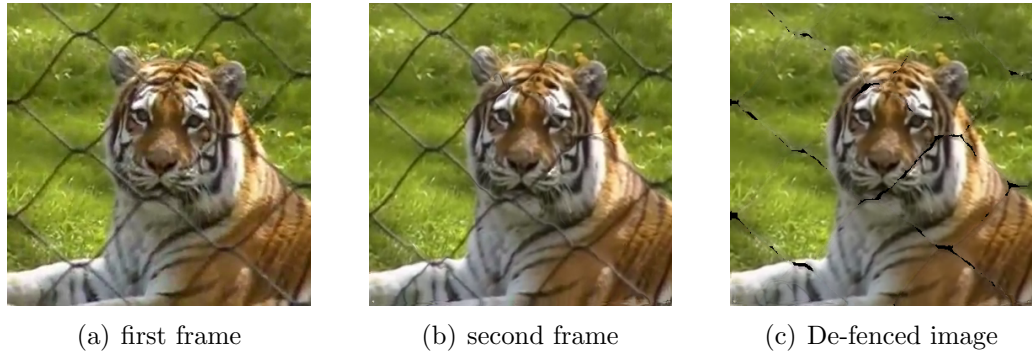 (a) first frame
(b) second frame
(c) De-fenced image